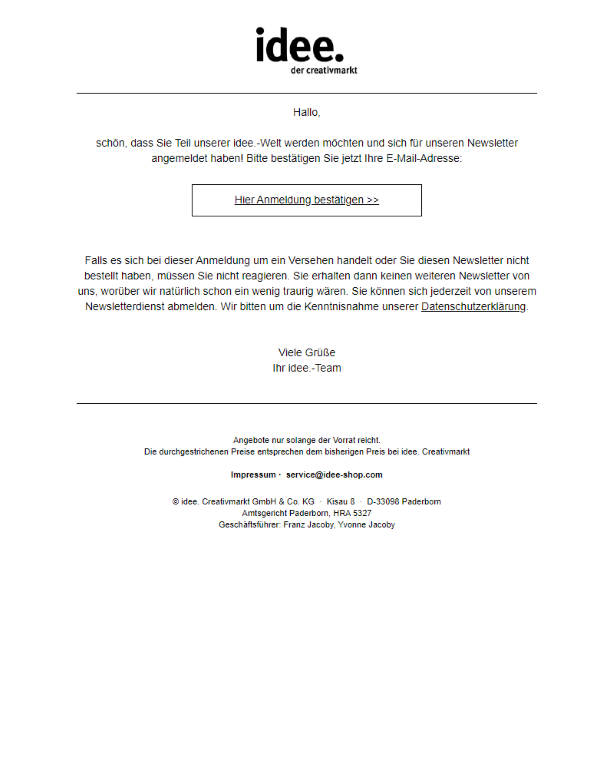 idee.
der creativmarkt
Hallo,
schön, dass Sie Teil unserer idee.-Welt werden möchten und sich für unseren Newsletter
angemeldet haben! Bitte bestätigen Sie jetzt Ihre E-Mail-Adresse:
Hier Anmeldung bestätigen >>
Falls es sich bei dieser Anmeldung um ein Versehen handelt oder Sie diesen Newsletter nicht
bestellt haben, müssen Sie nicht reagieren. Sie erhalten dann keinen weiteren Newsletter von
uns, worüber wir natürlich schon ein wenig traurig wären. Sie können sich jederzeit von unserem
Newsletterdienst abmelden. Wir bitten um die Kenntnisnahme unserer Datenschutzerklärung.
Viele Grüße
Ihr idee.-Team
Angebote nur solange der Vorrat reicht.
Die durchgestrichenen Preise entsprechen dem bisherigen Preis bei idee. Creativmarkt
Impressum · service@idee-shop.com
© idee. Creativmarkt GmbH & Co. KG · Kisau 8 · D-33098 Paderborn
Amtsgericht Paderborn, HRA 5327
Geschäftsführer: Franz Jacoby, Yvonne Jacoby